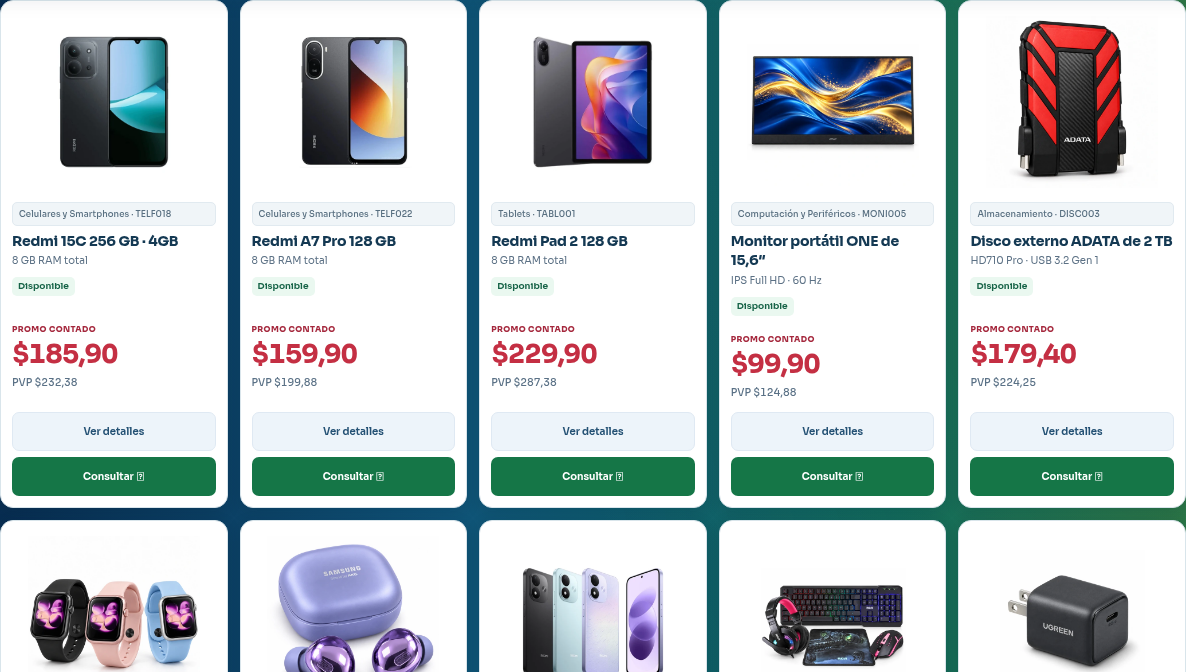 ADATA
Celulares y Smartphones · TELF018
Redmi 15C 256 GB · 4GB
8 GB RAM total
Disponible
PROMO CONTADO
$185,90
PVP $232,38
Ver detalles
Consultar
Celulares y Smartphones · TELF022
Redmi A7 Pro 128 GB
8 GB RAM total
Disponible
PROMO CONTADO
$159,90
PVP $199,88
Ver detalles
Consultar
Tablets · TABL001
Redmi Pad 2 128 GB
8 GB RAM total
Disponible
PROMO CONTADO
$229,90
PVP $287,38
Ver detalles
Consultar
Computación y Periféricos · MONI005
Monitor portátil ONE de
15,6″
IPS Full HD · 60 Hz
Disponible
PROMO CONTADO
$99,90
PVP $124,88
Ver detalles
Consultar
Almacenamiento · DISC003
Disco externo ADATA de 2 TB
HD710 Pro · USB 3.2 Gen 1
Disponible
PROMO CONTADO
$179,40
PVP $224,25
Ver detalles
Consultar
SAMSUNG
UGREEN